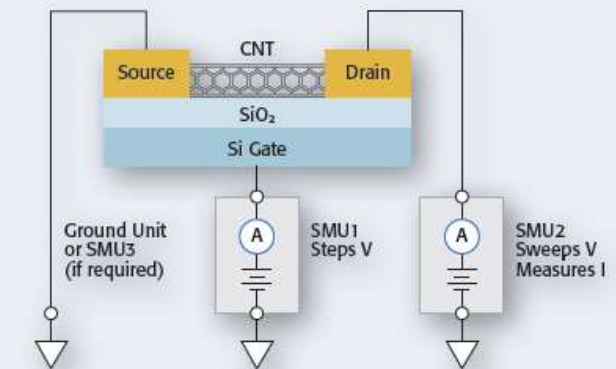 CNT
Source
Drain
SiO₂
Si Gate
Ground Unit
or SMU3
(if required)
A
SMU1
Steps V
A
SMU2
Sweeps V
Measures I